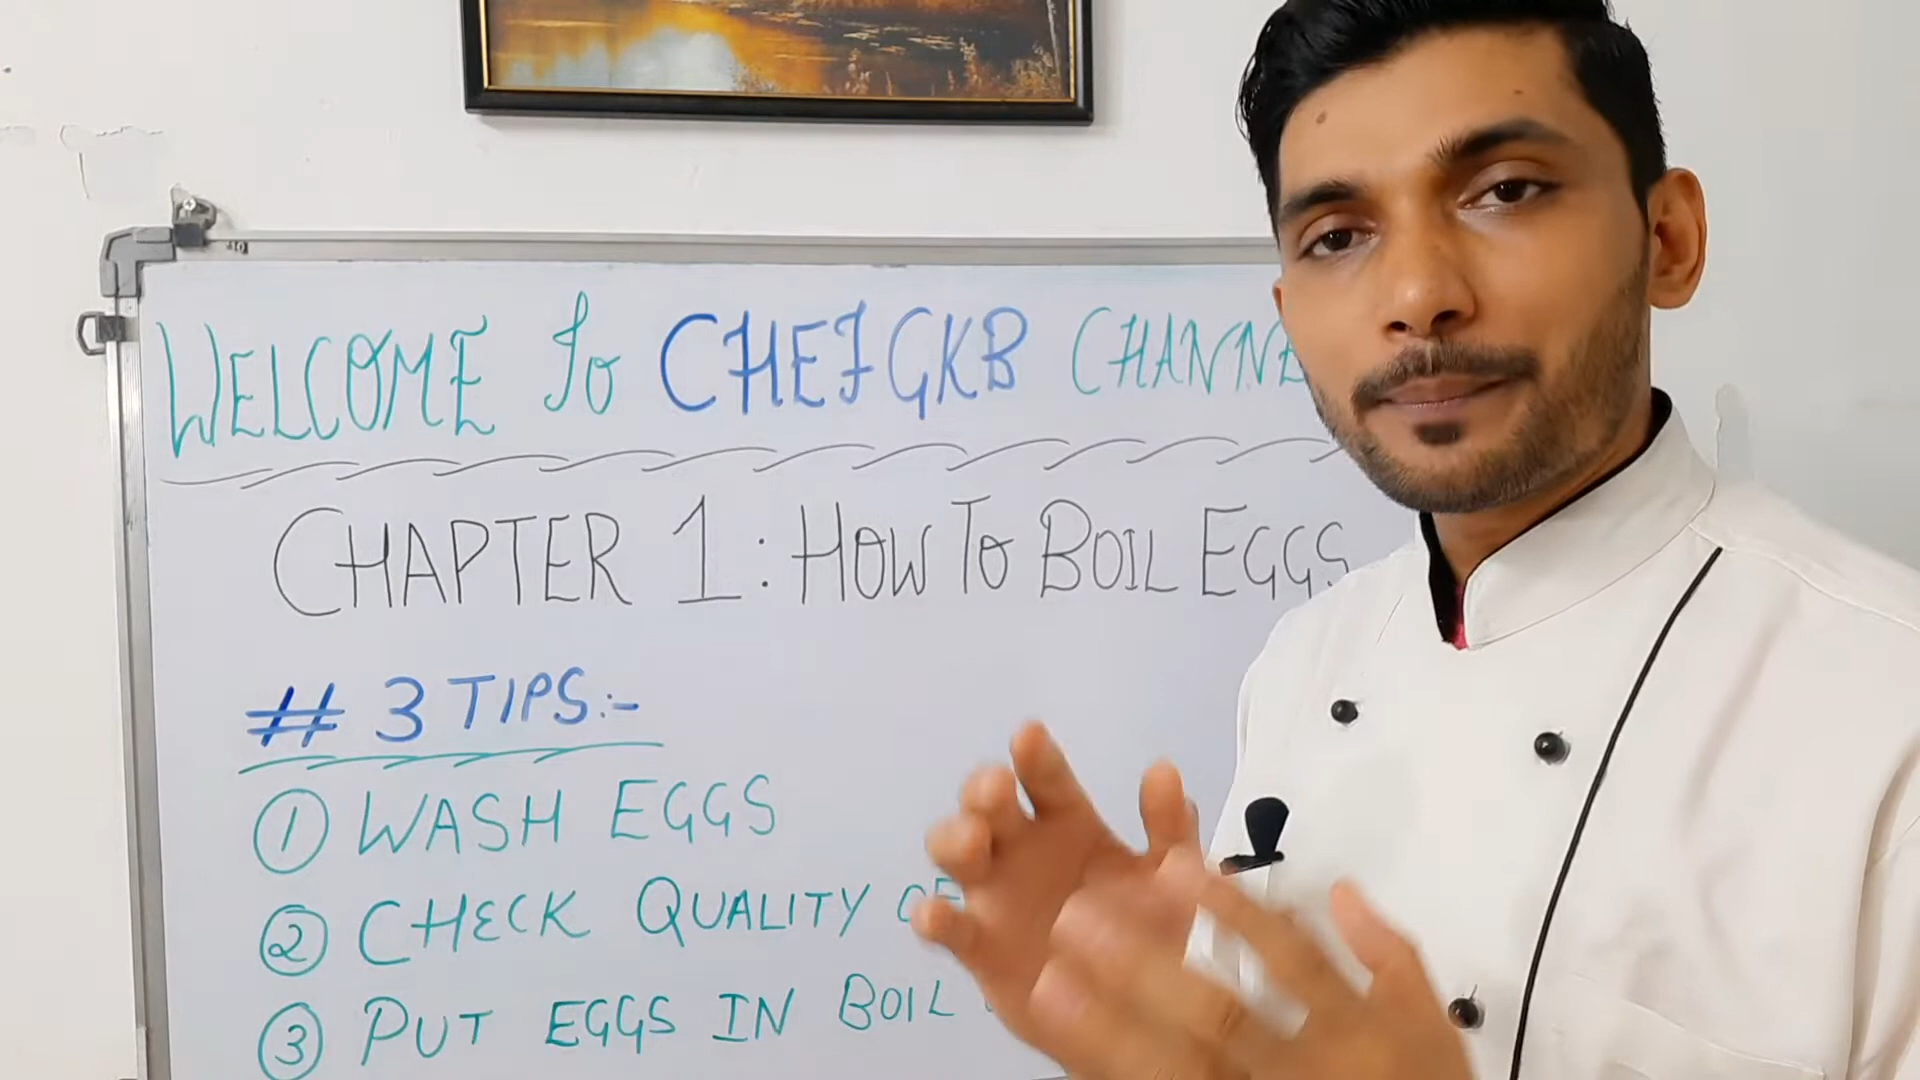 WELCOME To CHEFGKB CHANNE
CHAPTER 1: HOW TO BOIL EGGS
# 3 TIPS:-
① WASH EGGS
② CHECK QUALITY OF
③ PUT EGGS IN BOIL